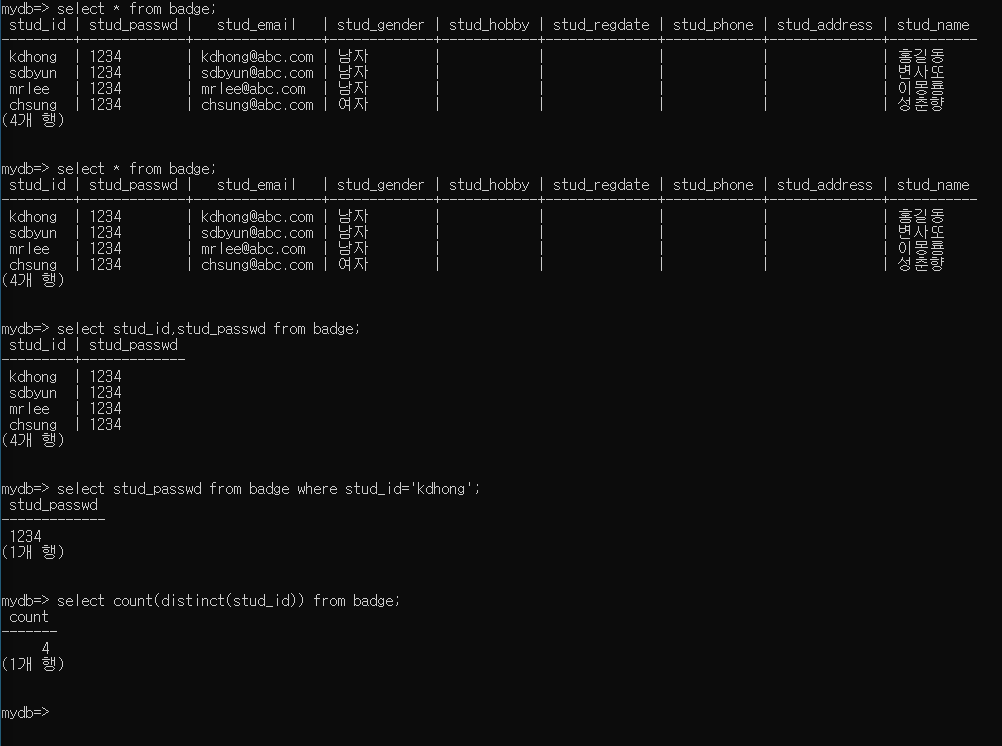 mydb=> select * from badge;
 stud_id | stud_passwd |   stud_email   | stud_gender | stud_hobby | stud_regdate | stud_phone | stud_address | stud_name
---------+-------------+----------------+-------------+------------+--------------+------------+--------------+-----------
 kdhong  | 1234        | kdhong@abc.com | 남자        |            |              |            |              | 홍길동
 sdbyun  | 1234        | sdbyun@abc.com | 남자        |            |              |            |              | 변사또
 mrlee   | 1234        | mrlee@abc.com  | 남자        |            |              |            |              | 이몽룡
 chsung  | 1234        | chsung@abc.com | 여자        |            |              |            |              | 성춘향
(4개 행)
mydb=> select * from badge;
 stud_id | stud_passwd |   stud_email   | stud_gender | stud_hobby | stud_regdate | stud_phone | stud_address | stud_name
---------+-------------+----------------+-------------+------------+--------------+------------+--------------+-----------
 kdhong  | 1234        | kdhong@abc.com | 남자        |            |              |            |              | 홍길동
 sdbyun  | 1234        | sdbyun@abc.com | 남자        |            |              |            |              | 변사또
 mrlee   | 1234        | mrlee@abc.com  | 남자        |            |              |            |              | 이몽룡
 chsung  | 1234        | chsung@abc.com | 여자        |            |              |            |              | 성춘향
(4개 행)
mydb=> select stud_id,stud_passwd from badge;
 stud_id | stud_passwd
---------+-------------
 kdhong  | 1234
 sdbyun  | 1234
 mrlee   | 1234
 chsung  | 1234
(4개 행)
mydb=> select stud_passwd from badge where stud_id='kdhong';
 stud_passwd
-------------
 1234
(1개 행)
mydb=> select count(distinct(stud_id)) from badge;
 count
-------
     4
(1개 행)
mydb=>